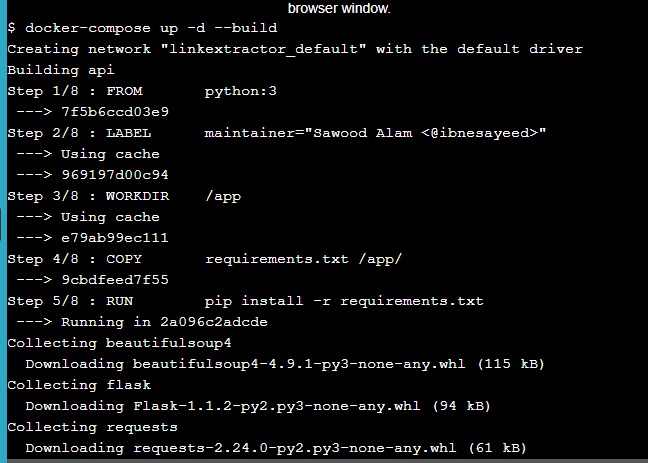 browser window.
$ docker-compose up -d --build
Creating network "linkextractor_default" with the default driver
Building api
Step 1/8 : FROM       python:3
 ---> 7f5b6ccd03e9
Step 2/8 : LABEL      maintainer="Sawood Alam <@ibnesayeed>"
 ---> Using cache
 ---> 969197d00c94
Step 3/8 : WORKDIR    /app
 ---> Using cache
 ---> e79ab99ec111
Step 4/8 : COPY       requirements.txt /app/
 ---> 9cbdfeed7f55
Step 5/8 : RUN        pip install -r requirements.txt
 ---> Running in 2a096c2adcde
Collecting beautifulsoup4
  Downloading beautifulsoup4-4.9.1-py3-none-any.whl (115 kB)
Collecting flask
  Downloading Flask-1.1.2-py2.py3-none-any.whl (94 kB)
Collecting requests
  Downloading requests-2.24.0-py2.py3-none-any.whl (61 kB)